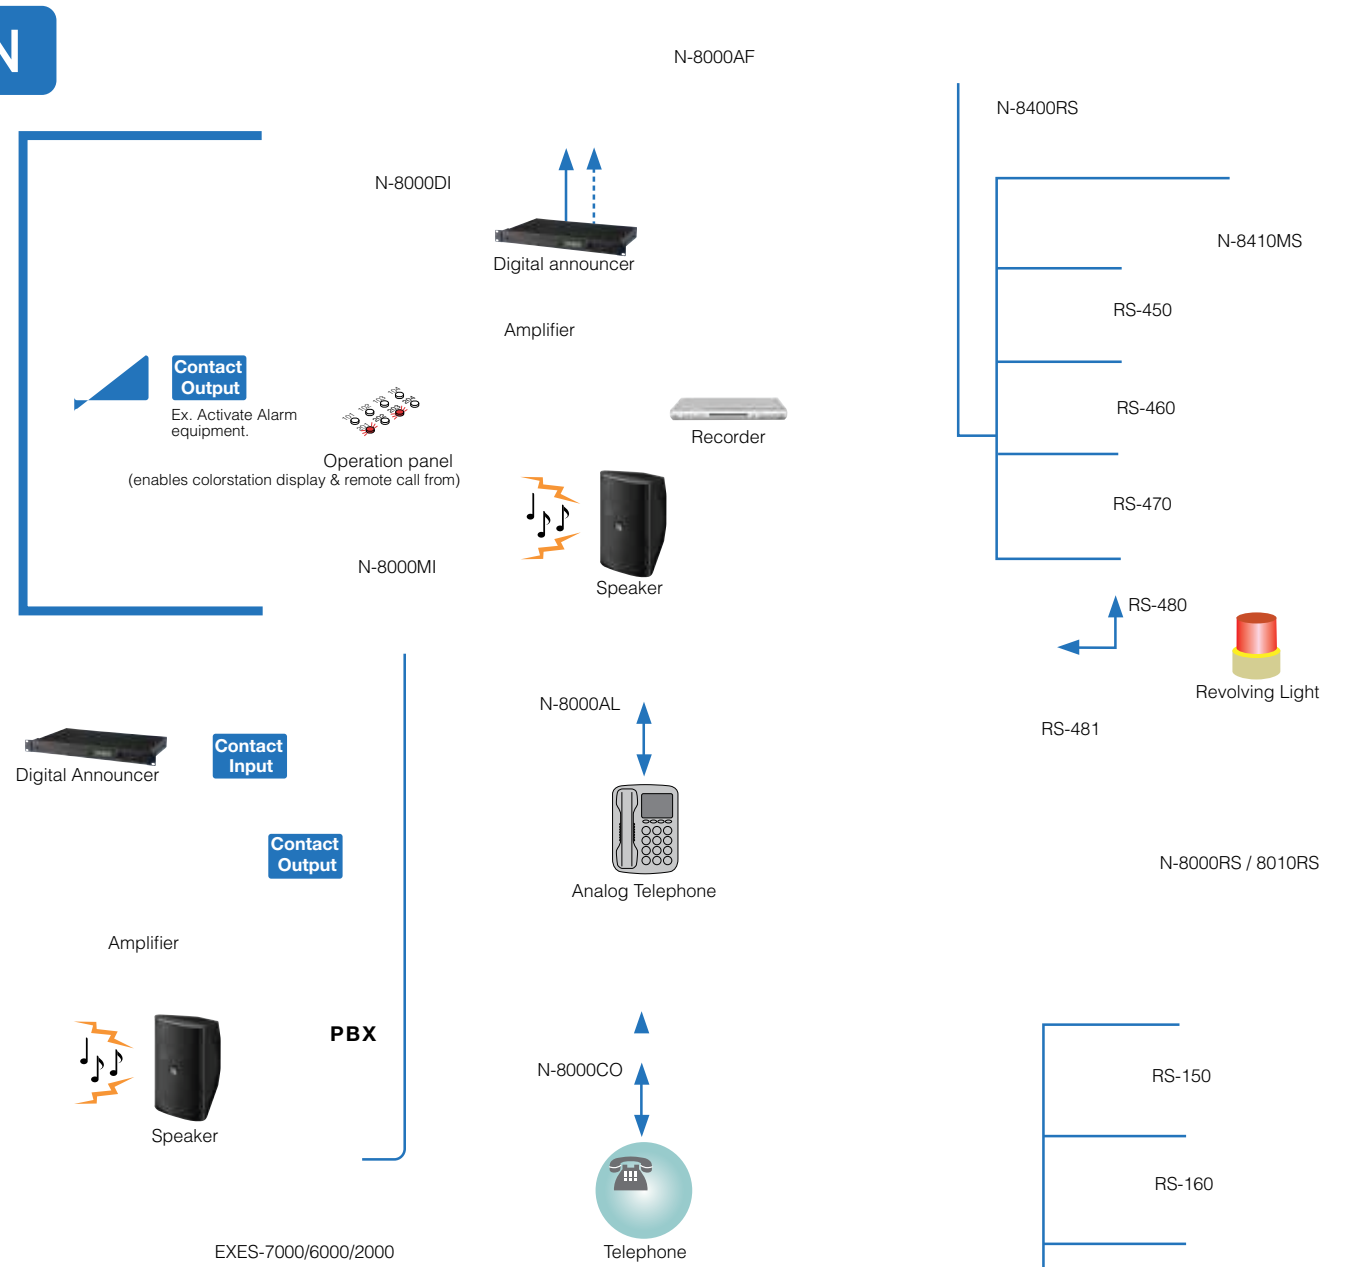 N
N-8000AF
N-8400RS
N-8000DI
Digital announcer
N-8410MS
RS-450
Amplifier
Contact
Output
Ex. Activate Alarm
equipment.
RS-460
Recorder
Operation panel
(enables colorstation display & remote call from)
RS-470
N-8000MI
Speaker
RS-480
Revolving Light
N-8000AL
RS-481
Contact
Input
Digital Announcer
Contact
Output
N-8000RS / 8010RS
Analog Telephone
Amplifier
PBX
N-8000CO
RS-150
Speaker
RS-160
EXES-7000/6000/2000
Telephone